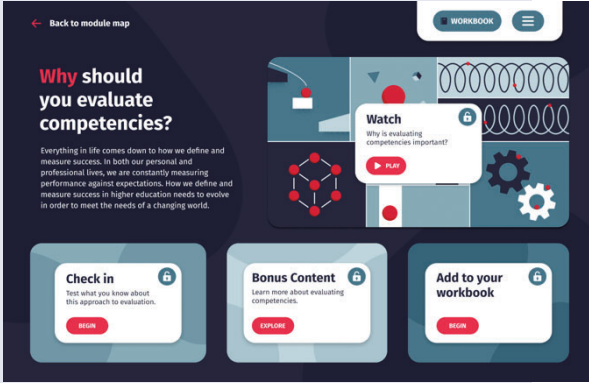 Back to module map
WORKBOOK
Why should
you evaluate
competencies?
Everything in life comes down to how we define and
measure success. In both our personal and
professional lives, we are constantly measuring
performance against expectations. How we define and
measure success in higher education needs to evolve
in order to meet the needs of a changing world.
Watch
Why is evaluating
competencies important?
PLAY
Check in
Test what you know about
this approach to evaluation.
BEGIN
Bonus Content
Learn more about evaluating
competencies.
EXPLORE
Add to your
workbook
BEGIN